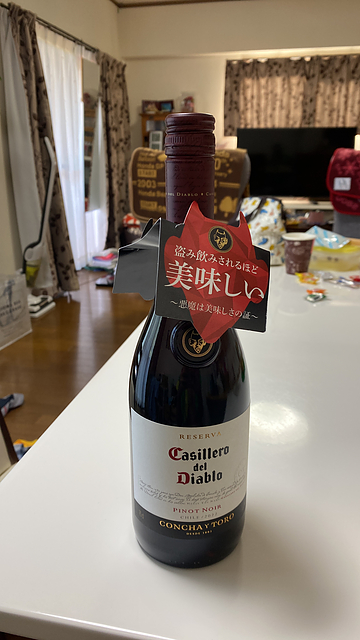 盗み飲みされるほど
美味しい
～悪魔は美味しさの証～
RESERVA
Casillero
del
Diablo
PINOT NOIR
CONCHA Y TORO